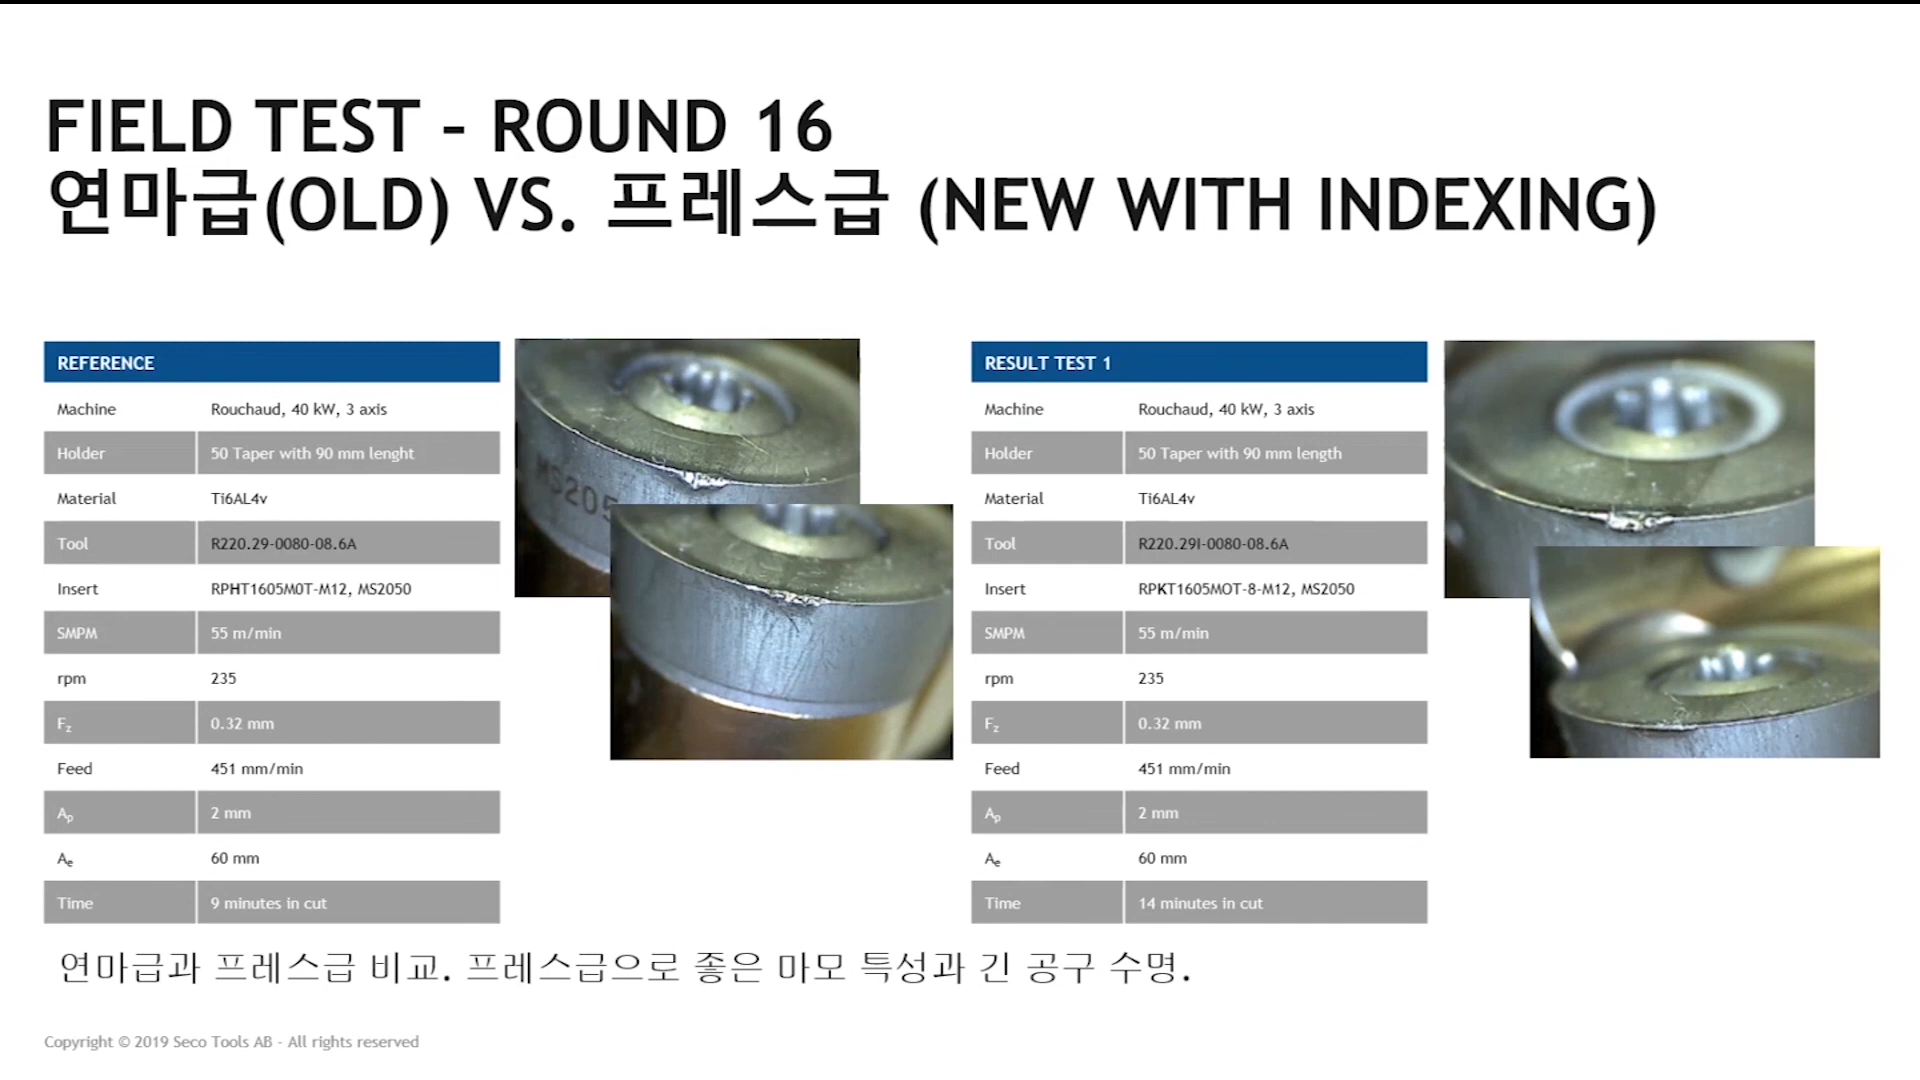 FIELD TEST – ROUND 16
연마급(OLD) VS. 프레스급 (NEW WITH INDEXING)
REFERENCE
Machine Rouchaud, 40 kW, 3 axis
Holder 50 Taper with 90 mm lenght
Material Ti6AL4v
Tool R220.29-0080-08.6A
Insert RPHT1605M0T-M12, MS2050
SMPM 55 m/min
rpm 235
Fz 0.32 mm
Feed 451 mm/min
Ap 2 mm
Ae 60 mm
Time 9 minutes in cut
MS205
RESULT TEST 1
Machine Rouchaud, 40 kW, 3 axis
Holder 50 Taper with 90 mm length
Material Ti6AL4v
Tool R220.29I-0080-08.6A
Insert RPKT1605MOT-8-M12, MS2050
SMPM 55 m/min
rpm 235
Fz 0.32 mm
Feed 451 mm/min
Ap 2 mm
Ae 60 mm
Time 14 minutes in cut
연마급과 프레스급 비교. 프레스급으로 좋은 마모 특성과 긴 공구 수명.
Copyright © 2019 Seco Tools AB - All rights reserved